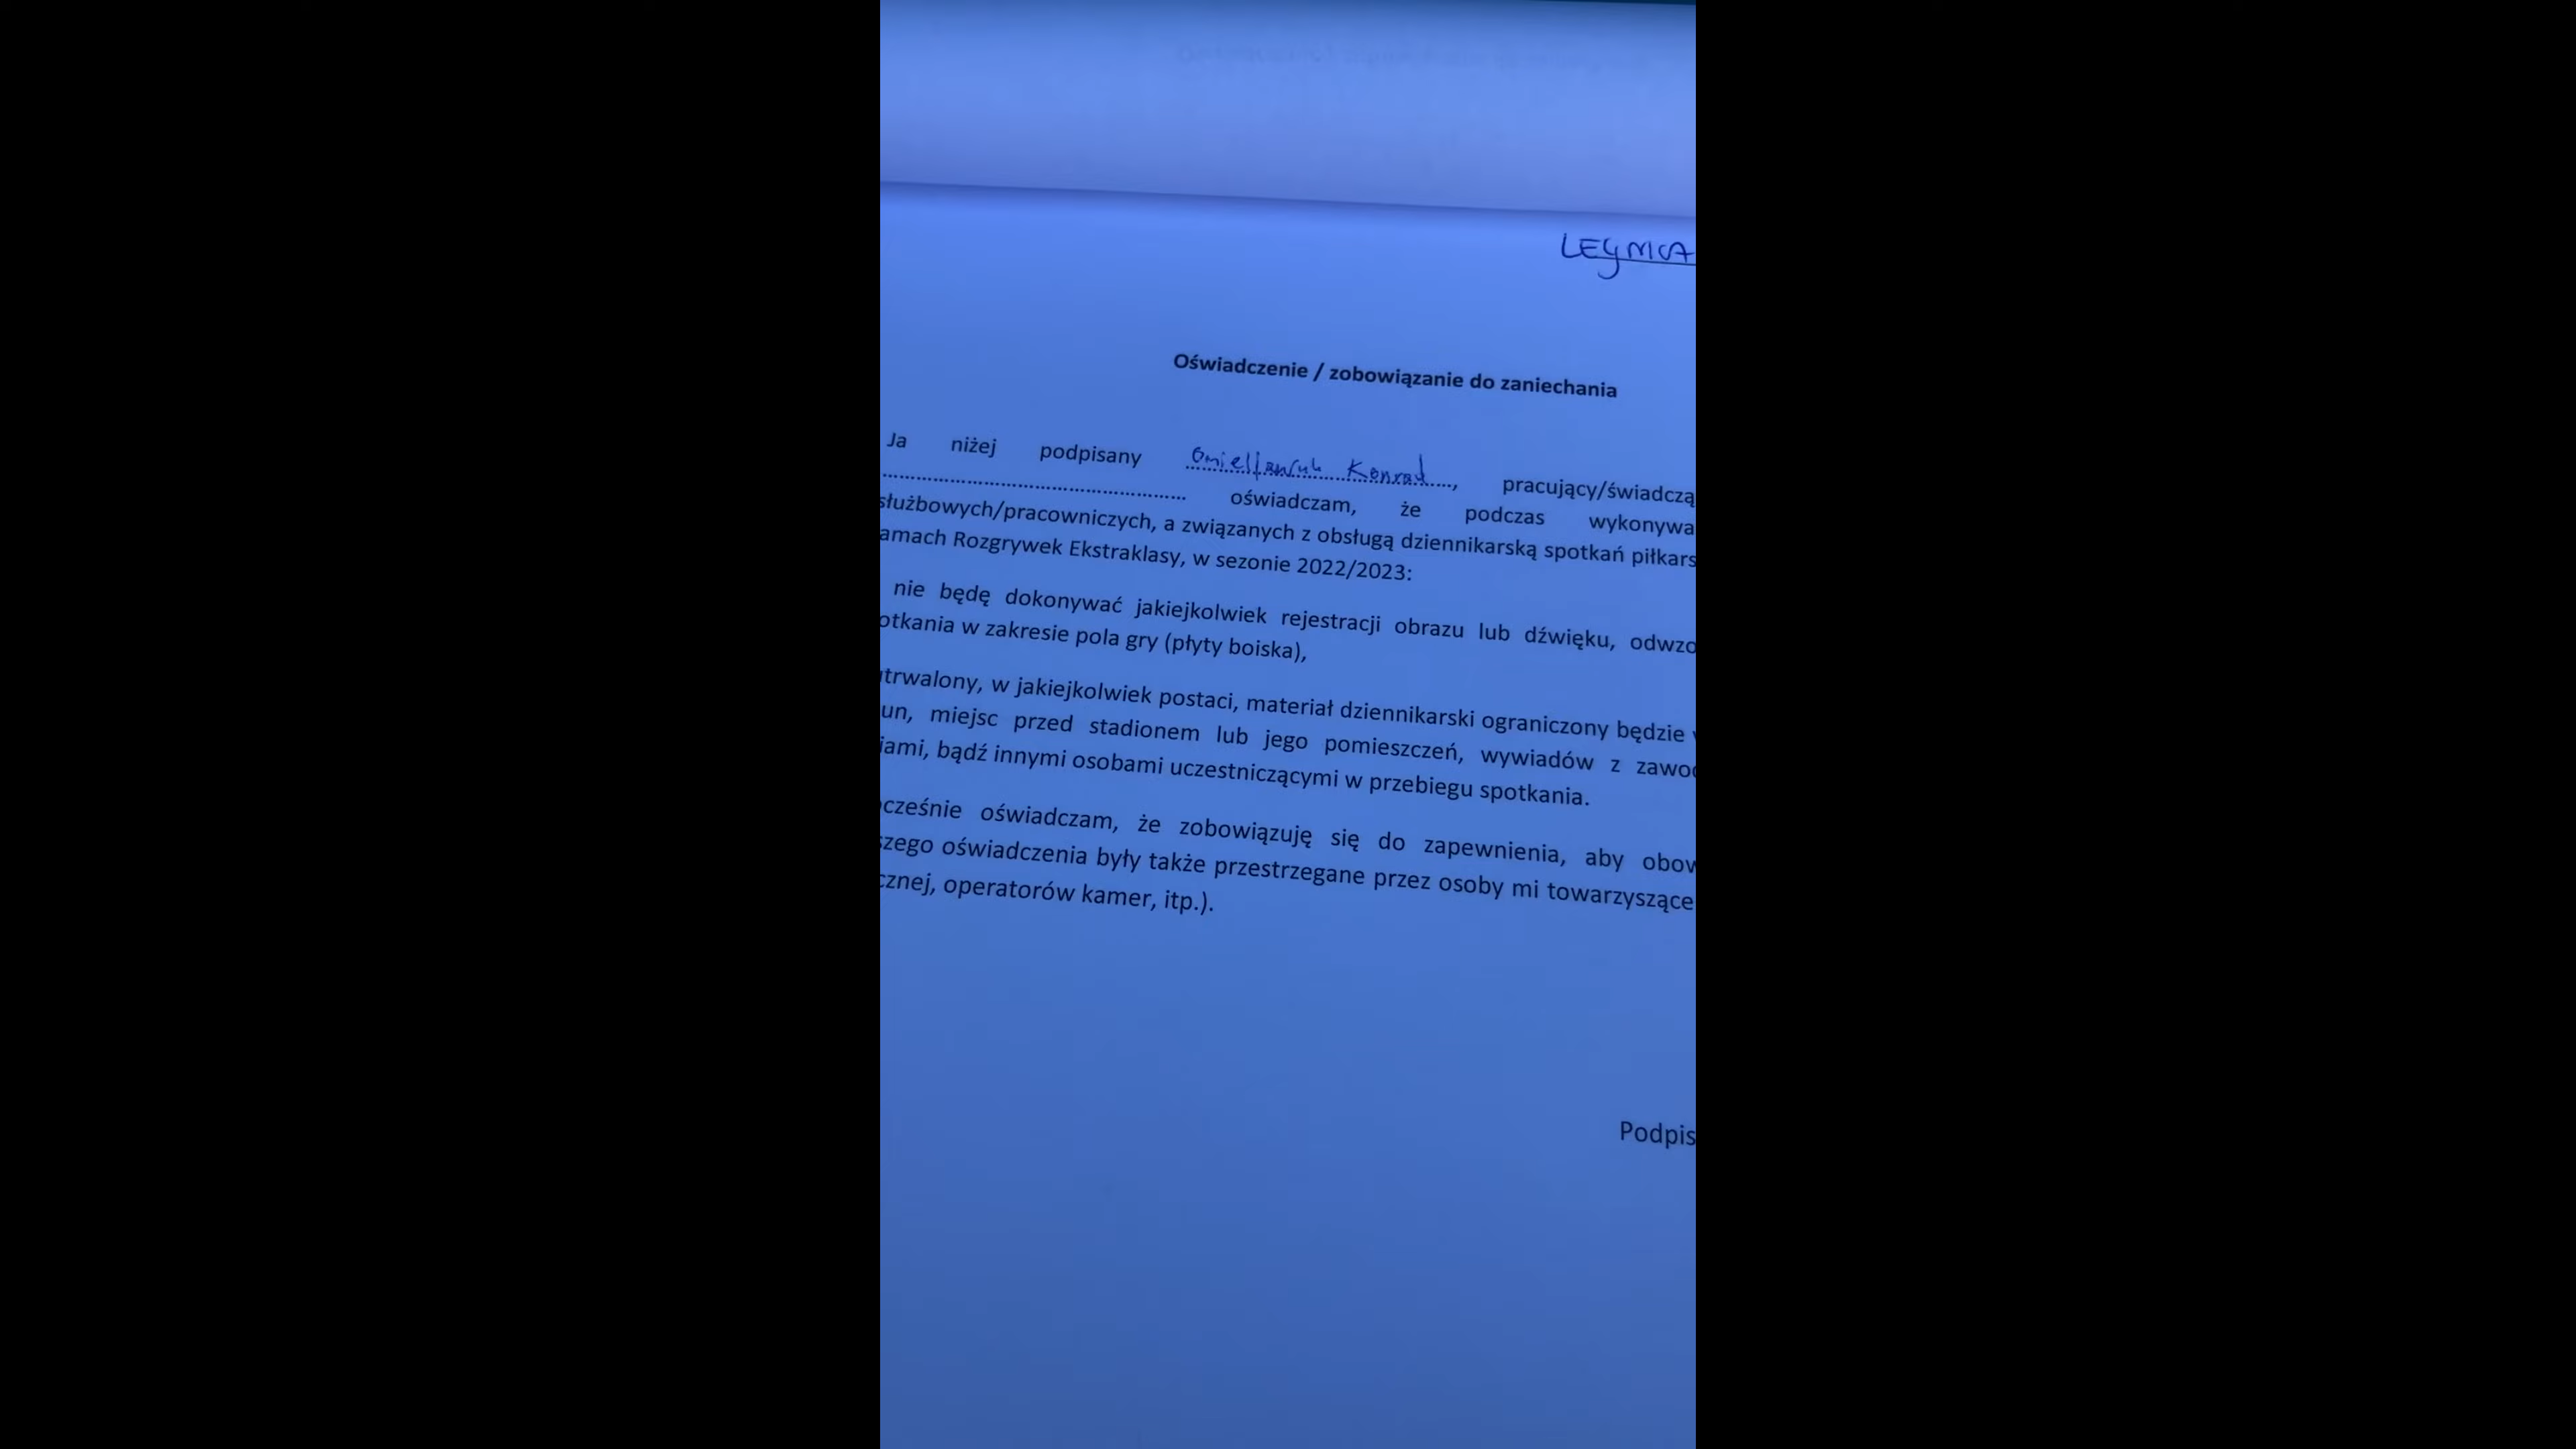 LEGNICA
Oświadczenie / zobowiązanie do zaniechania
Ja niżej podpisany Omieljaniuk Konrad, pracujący/świadczą
oświadczam, że podczas wykonywa
służbowych/pracowniczych, a związanych z obsługą dziennikarską spotkań piłkars
amach Rozgrywek Ekstraklasy, w sezonie 2022/2023:
nie będę dokonywać jakiejkolwiek rejestracji obrazu lub dźwięku, odwzo
otkania w zakresie pola gry (płyty boiska),
utrwalony, w jakiejkolwiek postaci, materiał dziennikarski ograniczony będzie
un, miejsc przed stadionem lub jego pomieszczeń, wywiadów z zawod
iami, bądź innymi osobami uczestniczącymi w przebiegu spotkania.
cześnie oświadczam, że zobowiązuję się do zapewnienia, aby obow
szego oświadczenia były także przestrzegane przez osoby mi towarzyszące
cznej, operatorów kamer, itp.).
Podpis